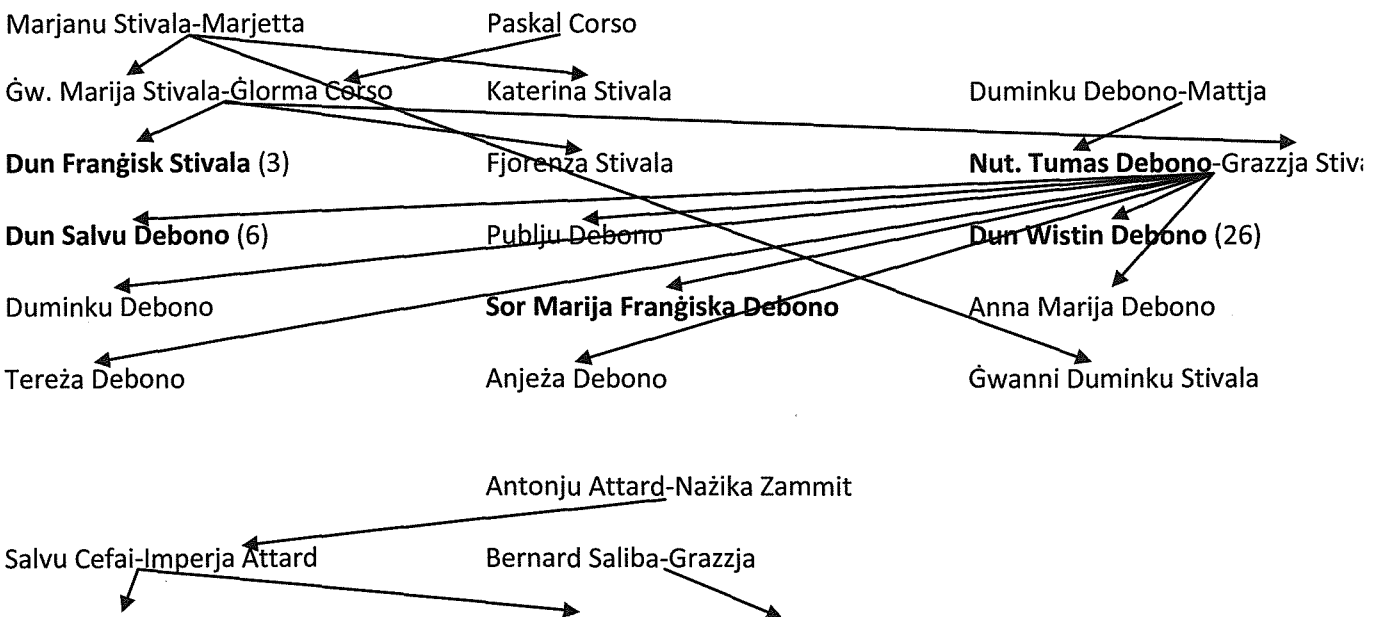 Marjanu Stivala-Marjetta Paskal Corso
Ġw. Marija Stivala-Ġlorma Corso Katerina Stivala Duminku Debono-Mattja
Dun Franġisk Stivala (3) Fjorenza Stivala Nut. Tumas Debono-Grazzja
Dun Salvu Debono (6) Publju Debono Dun Wistin Debono (26)
Duminku Debono Sor Marija Franġiska Debono Anna Marija Debono
Tereża Debono Anjeża Debono Ġwanni Duminku Stivala
Antonju Attard-Nażika Zammit
Salvu Cefai-Imperja Attard Bernard Saliba-Grazzja